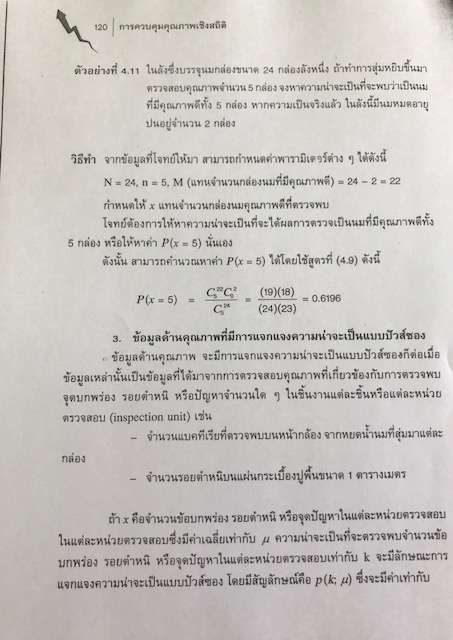 120 | การควบคุมคุณภาพเชิงสถิติ
ตัวอย่างที่ 4.11 ในลังซึ่งบรรจุนมกล่องขนาด 24 กล่องลังหนึ่ง ถ้าทำการสุ่มหยิบขึ้นมา
ตรวจสอบคุณภาพจำนวน 5 กล่อง จงหาความน่าจะเป็นที่จะพบว่าเป็นนม
ที่มีคุณภาพดีทั้ง 5 กล่อง หากความเป็นจริงแล้ว ในลังนี้มีนมหมดอายุ
ปนอยู่จำนวน 2 กล่อง
วิธีทำ จากข้อมูลที่โจทย์ให้มา สามารถกำหนดค่าพารามิเตอร์ต่าง ๆ ได้ดังนี้
N = 24, n = 5, M (แทนจำนวนกล่องนมที่มีคุณภาพดี) = 24 – 2 = 22
กำหนดให้ x แทนจำนวนกล่องนมคุณภาพดีที่ตรวจพบ
โจทย์ต้องการให้หาความน่าจะเป็นที่จะได้ผลการตรวจเป็นนมที่มีคุณภาพดีทั้ง
5 กล่อง หรือให้หาค่า P(x = 5) นั่นเอง
ดังนั้น สามารถคำนวณหาค่า P(x = 5) ได้โดยใช้สูตรที่ (4.9) ดังนี้
P(x = 5) = C₅²²C₀² / C₅²⁴ = (19)(18) / (24)(23) = 0.6196
3. ข้อมูลด้านคุณภาพที่มีการแจกแจงความน่าจะเป็นแบบปัวส์ซอง
ข้อมูลด้านคุณภาพ จะมีการแจกแจงความน่าจะเป็นแบบปัวส์ซองก็ต่อเมื่อ
ข้อมูลเหล่านั้นเป็นข้อมูลที่ได้มาจากการตรวจสอบคุณภาพที่เกี่ยวข้องกับการตรวจพบ
จุดบกพร่อง รอยตำหนิ หรือปัญหาจำนวนใด ๆ ในชิ้นงานแต่ละชิ้นหรือแต่ละหน่วย
ตรวจสอบ (inspection unit) เช่น
– จำนวนแบคทีเรียที่ตรวจพบบนหน้ากล้อง จากหยดน้ำนมที่สุ่มมาแต่ละ
กล่อง
– จำนวนรอยตำหนิบนแผ่นกระเบื้องปูพื้นขนาด 1 ตารางเมตร
ถ้า x คือจำนวนข้อบกพร่อง รอยตำหนิ หรือจุดปัญหาในแต่ละหน่วยตรวจสอบ
ในแต่ละหน่วยตรวจสอบซึ่งมีค่าเฉลี่ยเท่ากับ μ ความน่าจะเป็นที่จะตรวจพบจำนวนข้อ
บกพร่อง รอยตำหนิ หรือจุดปัญหาในแต่ละหน่วยตรวจสอบเท่ากับ k จะมีลักษณะการ
แจกแจงความน่าจะเป็นแบบปัวส์ซอง โดยมีสัญลักษณ์คือ p(k; μ) ซึ่งจะมีค่าเท่ากับ